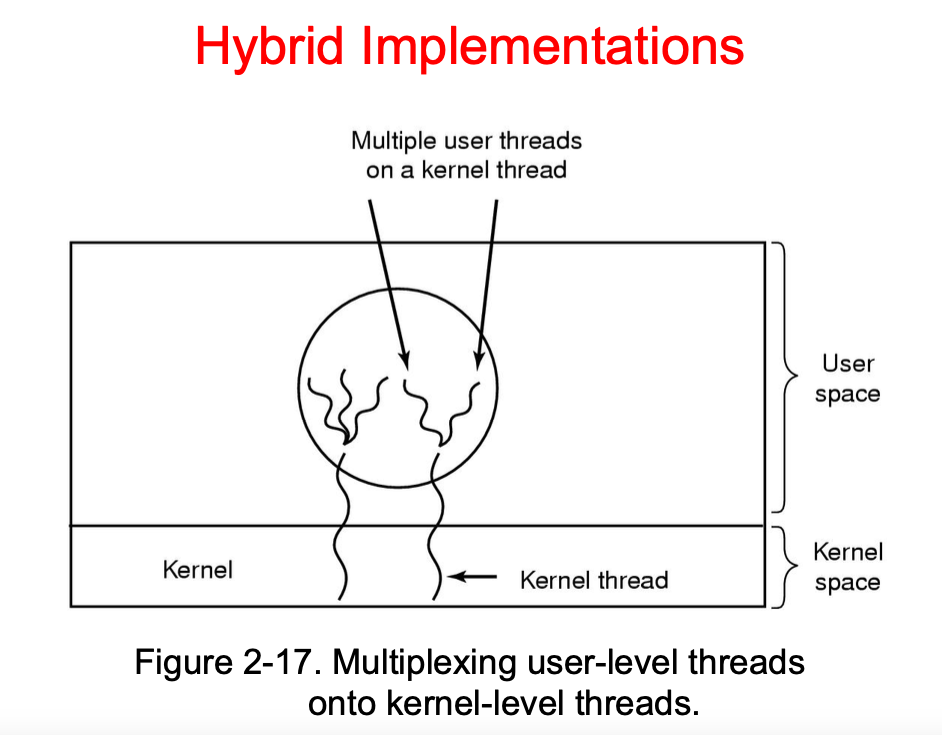 Hybrid Implementations
Multiple user threads
on a kernel thread
User
space
Kernel
Kernel thread
Kernel
space
Figure 2-17. Multiplexing user-level threads
onto kernel-level threads.